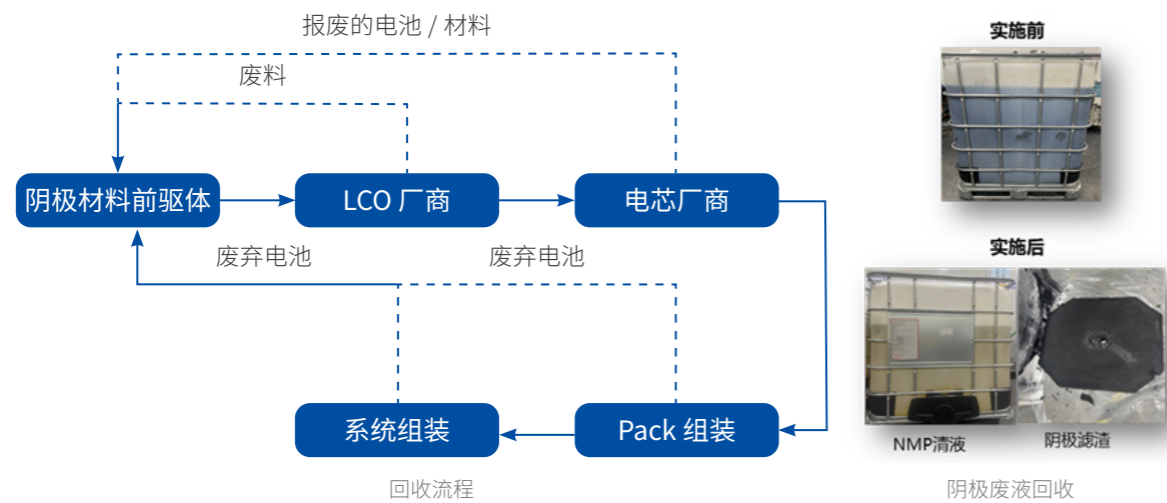 报废的电池 / 材料
废料
阴极材料前驱体
LCO 厂商
电芯厂商
废弃电池
废弃电池
系统组装
Pack 组装
回收流程
实施前
实施后
NMP清液
阴极滤渣
阴极废液回收